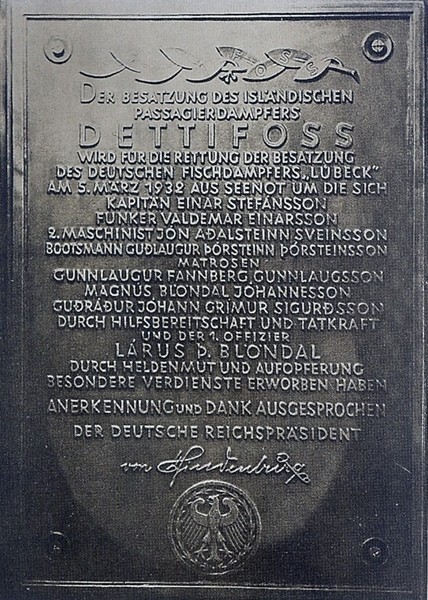 DER BESATZUNG DES ISLÄNDISCHEN
PASSAGIERDAMPFERS
DETTIFOSS
WIRD FÜR DIE RETTUNG DER BESATZUNG
DES DEUTSCHEN FISCHDAMPFERS „LÜBECK"
AM 5. MÄRZ 1932 AUS SEENOT UM DIE SICH
KAPITÄN EINAR STEFÁNSSON
FUNKER VALDEMAR EINARSSON
2. MASCHINIST JÓN AÐALSTEINN SVEINSSON
BOOTSMANN GUÐLAUGUR ÞÓRSTEINN ÞÓRSTEINSSON
MATROSEN
GUNNLAUGUR FANNBERG GUNNLAUGSSON
MAGNÚS BLÖNDAL JÓHANNESSON
GUÐRÁÐUR JÓHANN GRÍMUR SIGURÐSSON
DURCH HILFSBEREITSCHAFT UND TATKRAFT
UND DER 1. OFFIZIER
LÁRUS Þ. BLÖNDAL
DURCH HELDENMUT UND AUFOPFERUNG
BESONDERE VERDIENSTE ERWORBEN HABEN
ANERKENNUNG UND DANK AUSGESPROCHEN
DER DEUTSCHE REICHSPRÄSIDENT
von Hindenburg